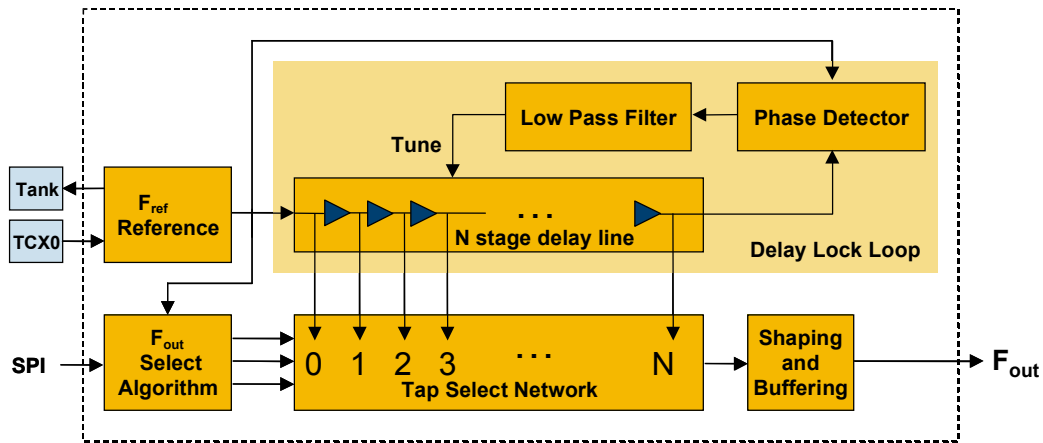 Low Pass Filter
Phase Detector
Tune
Tank
TCX0
Fref
Reference
...
N stage delay line
Delay Lock Loop
SPI
Fout
Select
Algorithm
0 1 2 3 ... N
Tap Select Network
Shaping
and
Buffering
Fout